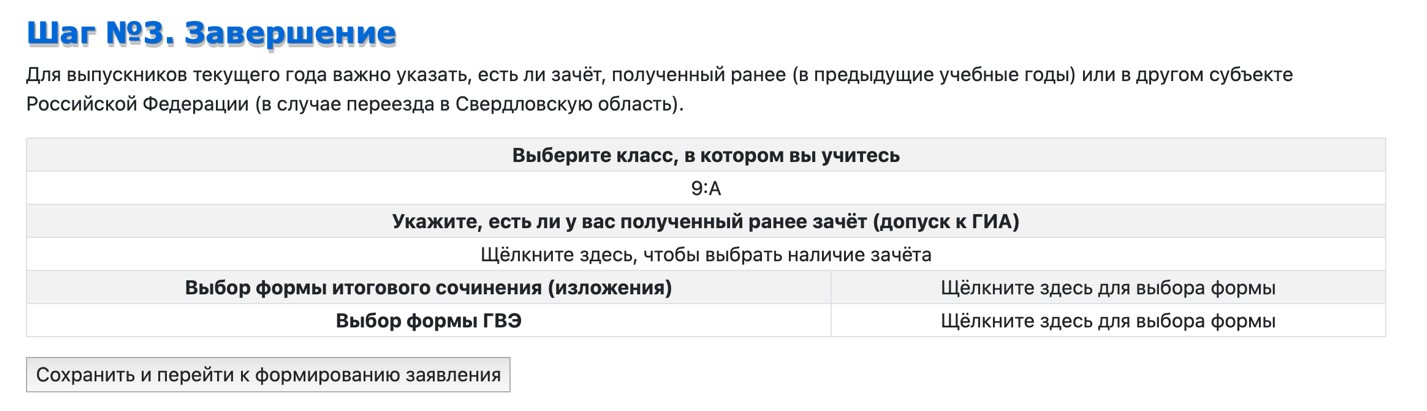 Шаг №3. Завершение
Для выпускников текущего года важно указать, есть ли зачёт, полученный ранее (в предыдущие учебные годы) или в другом субъекте
Российской Федерации (в случае переезда в Свердловскую область).
Выберите класс, в котором вы учитесь
9:А
Укажите, есть ли у вас полученный ранее зачёт (допуск к ГИА)
Щёлкните здесь, чтобы выбрать наличие зачёта
Выбор формы итогового сочинения (изложения) Щёлкните здесь для выбора формы
Выбор формы ГВЭ Щёлкните здесь для выбора формы
Сохранить и перейти к формированию заявления